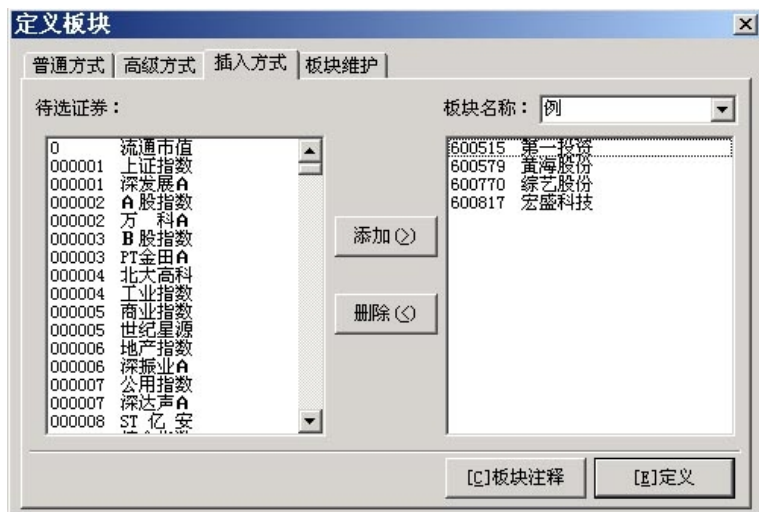 定义板块
普通方式 高级方式 插入方式 板块维护
待选证券：
板块名称： 例
0 流通市值
000001 上证指数
000001 深发展A
000002 A股指数
000002 万 科A
000003 B股指数
000003 PT金田A
000004 北大高科
000004 工业指数
000005 商业指数
000005 世纪星源
000006 地产指数
000006 深振业A
000007 公用指数
000007 深达声A
000008 ST 亿 安
添加(>)
删除(<)
600515 第一投资
600579 黄海股份
600770 综艺股份
600817 宏盛科技
[C]板块注释
[E]定义